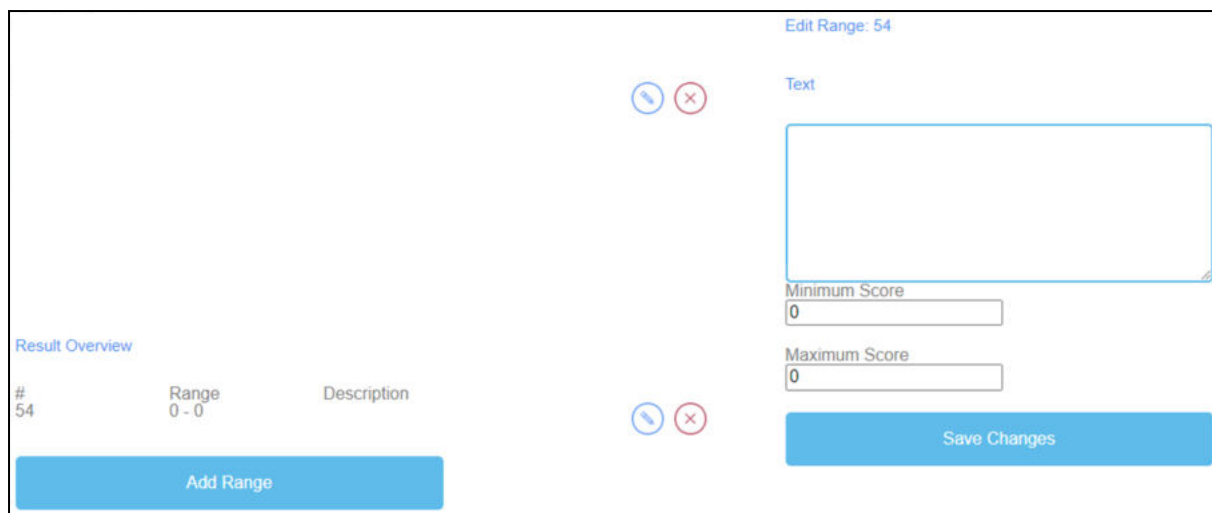 Edit Range: 54
Text
Minimum Score
0
Maximum Score
0
Save Changes
Result Overview
# Range Description
54 0 - 0
Add Range